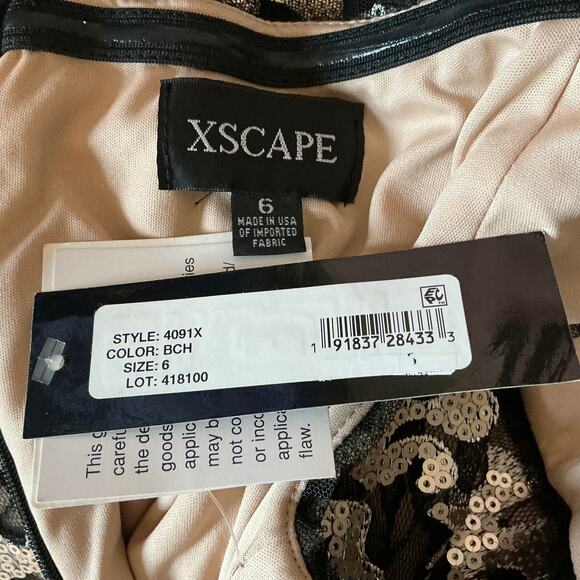 XSCAPE
6
MADE IN USA
OF IMPORTED
FABRIC
STYLE: 4091X
COLOR: BCH
SIZE: 6
LOT: 418100
1 91837 28433 3
This g
careful
the de
goods
applic
may b
not co
or inco
applica
flaw.